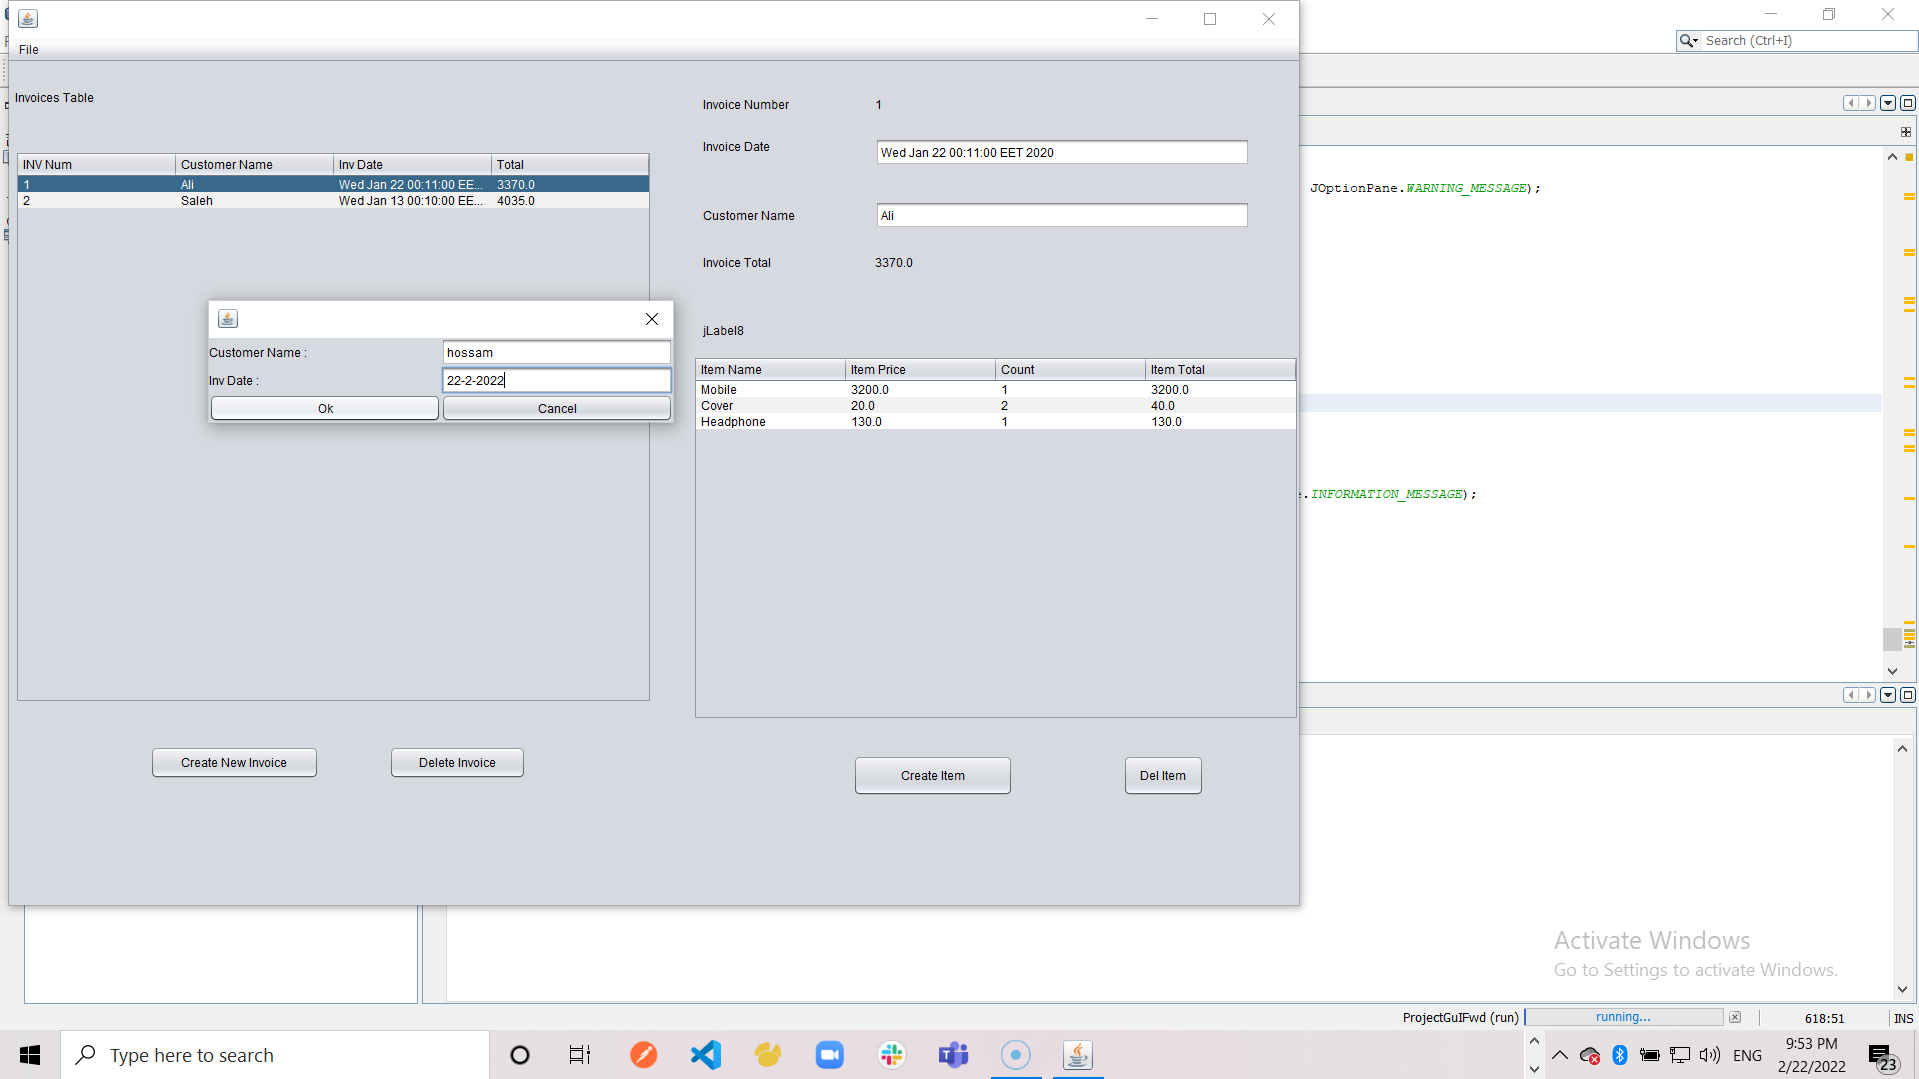 File
Search (Ctrl+I)
Invoices Table
INV Num Customer Name Inv Date Total
1 Ali Wed Jan 22 00:11:00 EE... 3370.0
2 Saleh Wed Jan 13 00:10:00 EE... 4035.0
Customer Name :
hossam
Inv Date :
22-2-2022
Ok Cancel
Create New Invoice Delete Invoice
Invoice Number 1
Invoice Date Wed Jan 22 00:11:00 EET 2020
Customer Name Ali
Invoice Total 3370.0
jLabel8
Item Name Item Price Count Item Total
Mobile 3200.0 1 3200.0
Cover 20.0 2 40.0
Headphone 130.0 1 130.0
Create Item Del Item
JOptionPane.WARNING_MESSAGE);
.INFORMATION_MESSAGE);
Activate Windows
Go to Settings to activate Windows.
ProjectGuIFwd (run) running... 618:51 INS
Type here to search
ENG
9:53 PM
2/22/2022
23